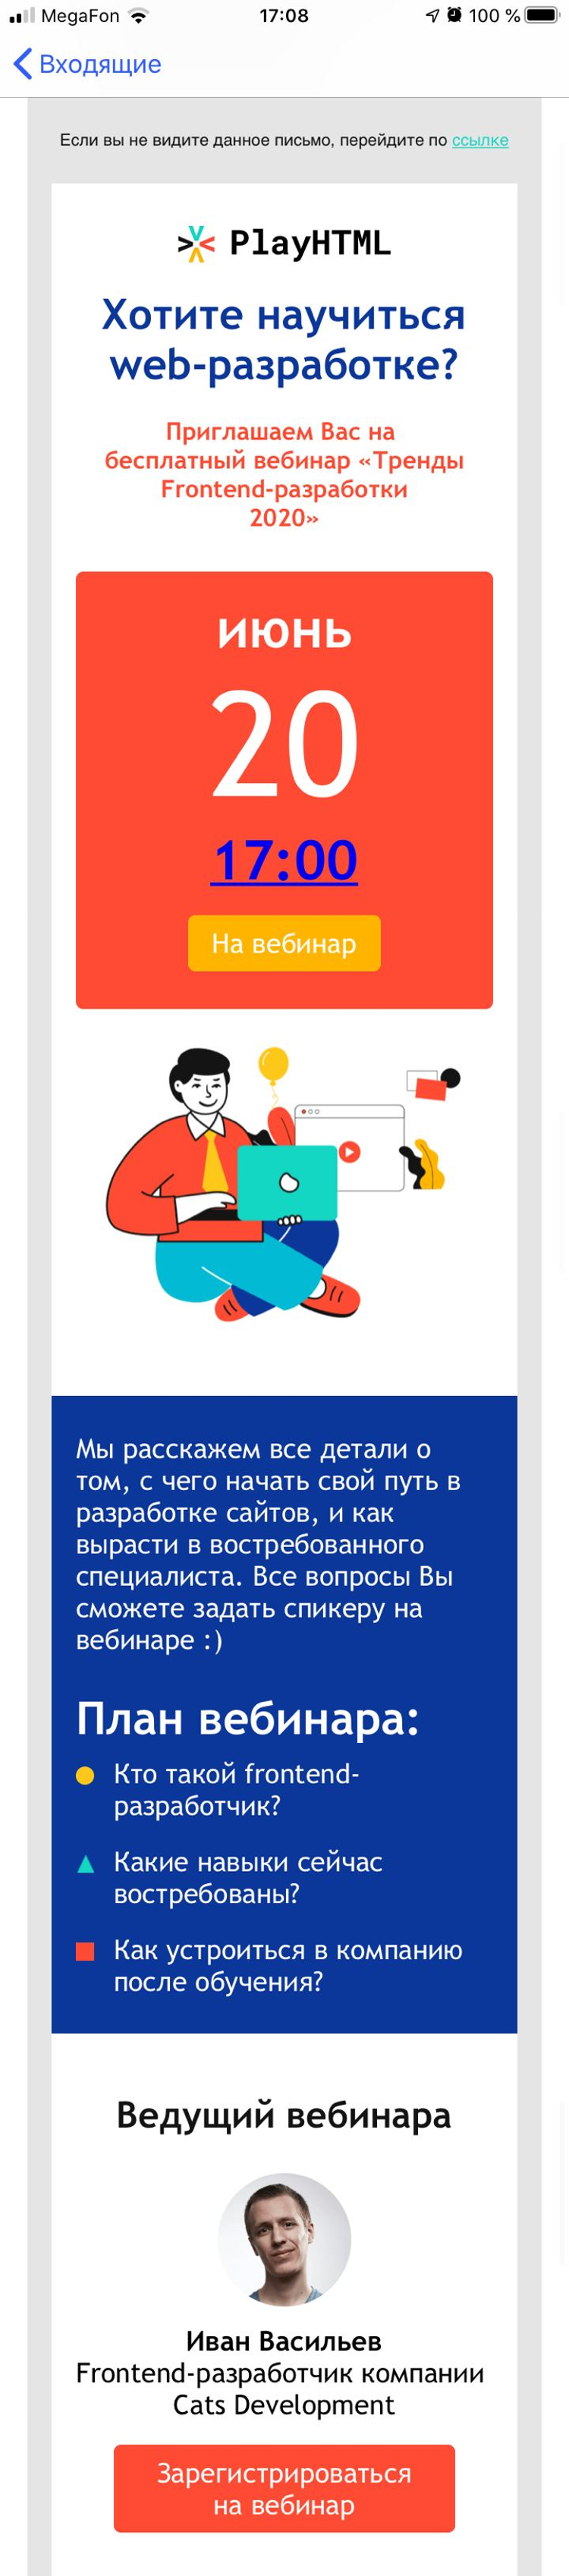 MegaFon 17:08 100 %
Входящие
Если вы не видите данное письмо, перейдите по ссылке
PlayHTML
Хотите научиться
web-разработке?
Приглашаем Вас на
бесплатный вебинар «Тренды
Frontend-разработки
2020»
июнь
20
17:00
На вебинар
Мы расскажем все детали о
том, с чего начать свой путь в
разработке сайтов, и как
вырасти в востребованного
специалиста. Все вопросы Вы
сможете задать спикеру на
вебинаре :)
План вебинара:
Кто такой frontend-
разработчик?
Какие навыки сейчас
востребованы?
Как устроиться в компанию
после обучения?
Ведущий вебинара
Иван Васильев
Frontend-разработчик компании
Cats Development
Зарегистрироваться
на вебинар